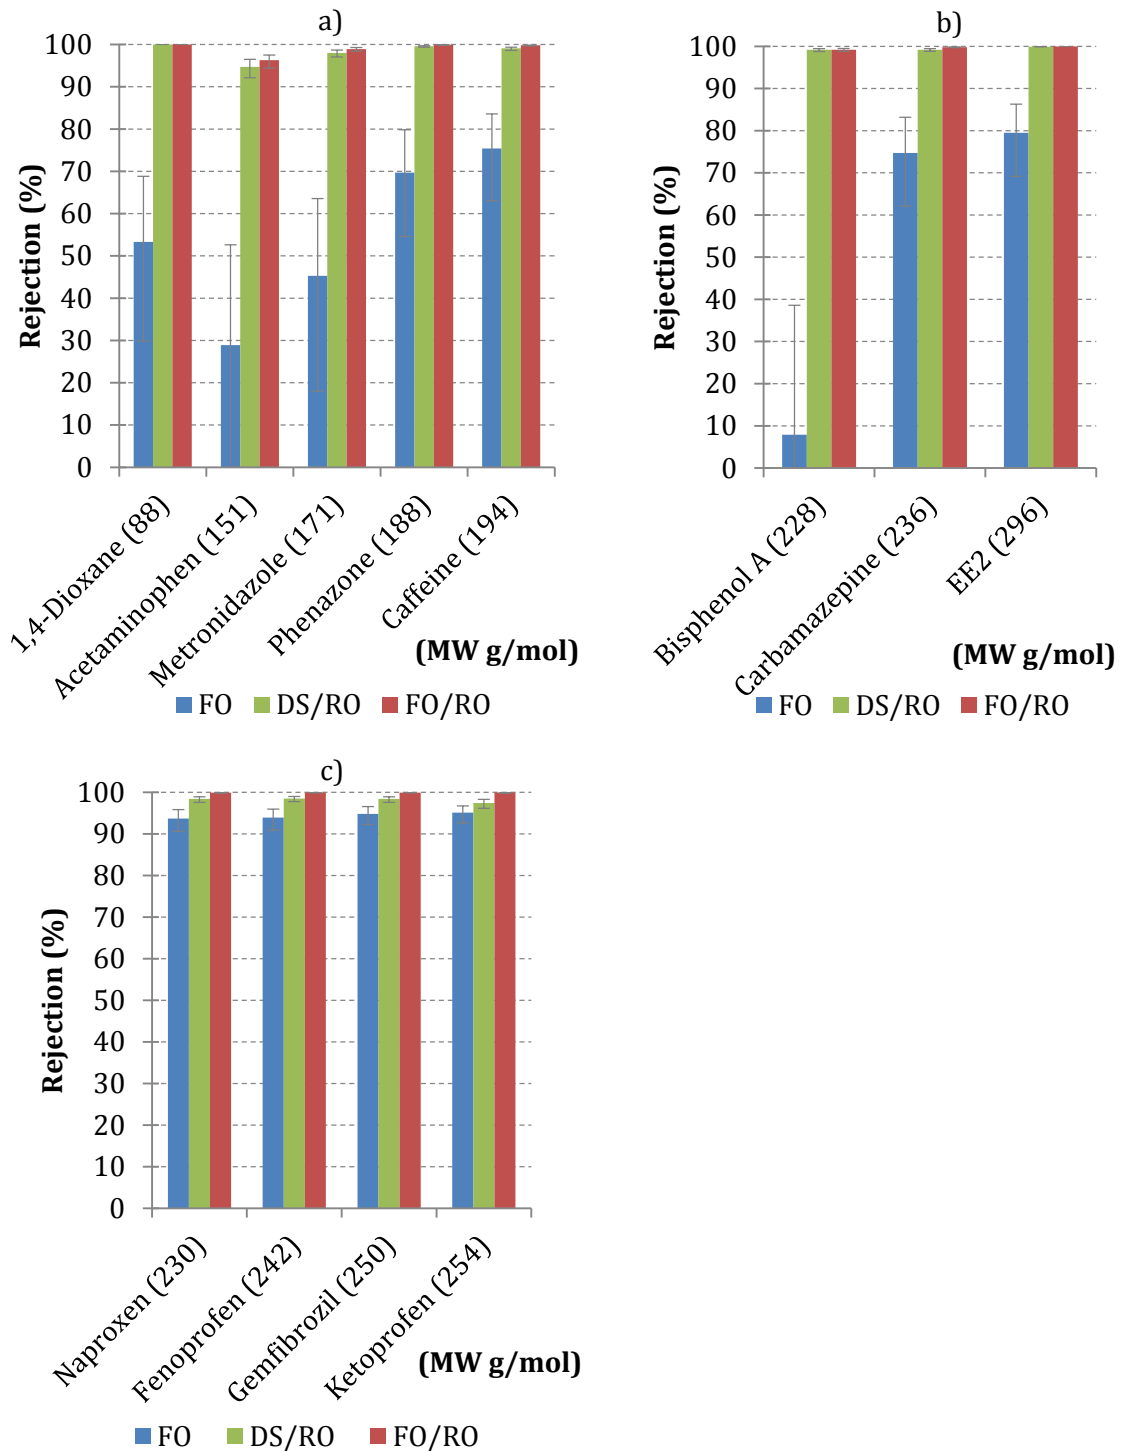 a)
Rejection (%)
100
90
80
70
60
50
40
30
20
10
0
1,4-Dioxane (88)
Acetaminophen (151)
Metronidazole (171)
Phenazone (188)
Caffeine (194)
(MW g/mol)
FO DS/RO FO/RO
b)
Rejection (%)
100
90
80
70
60
50
40
30
20
10
0
Bisphenol A (228)
Carbamazepine (236)
EE2 (296)
(MW g/mol)
FO DS/RO FO/RO
c)
Rejection (%)
100
90
80
70
60
50
40
30
20
10
0
Naproxen (230)
Fenoprofen (242)
Gemfibrozil (250)
Ketoprofen (254)
(MW g/mol)
FO DS/RO FO/RO